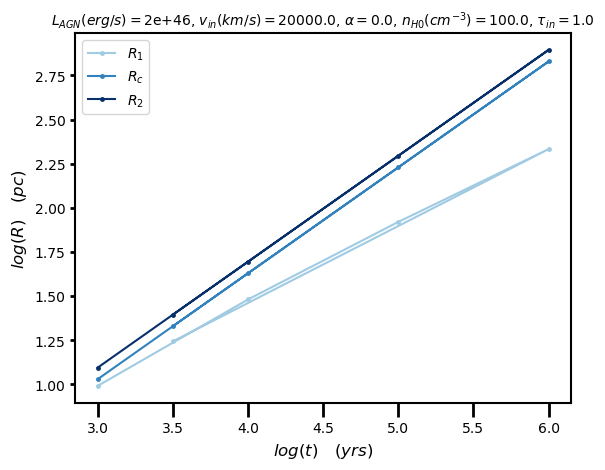 L_AGN(erg/s) = 2e+46, v_in(km/s) = 20000.0, α = 0.0, n_H0(cm⁻³) = 100.0, τ_in = 1.0
R₁
R_c
R₂
2.75
2.50
2.25
2.00
1.75
1.50
1.25
1.00
log(R) (pc)
3.0 3.5 4.0 4.5 5.0 5.5 6.0
log(t) (yrs)